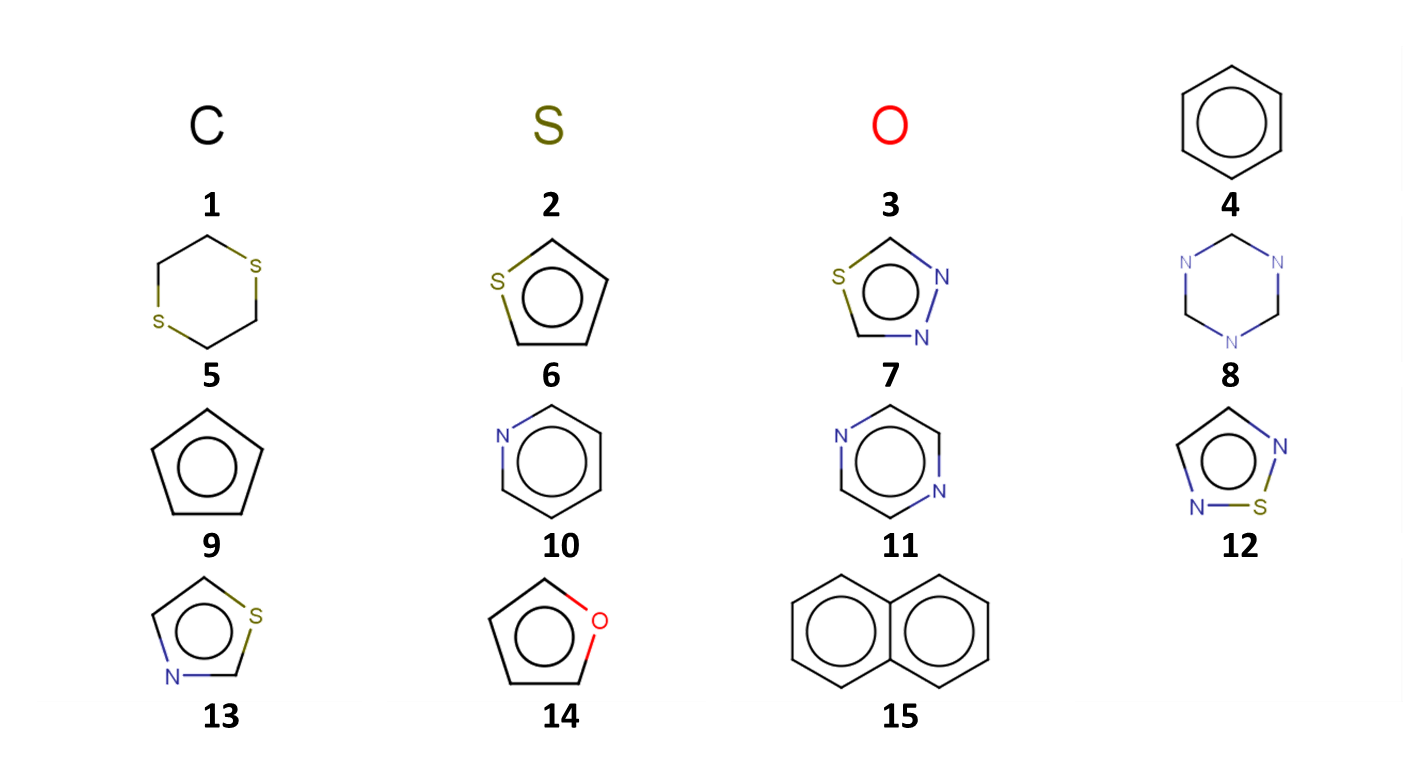 C S O
1 2 3 4
S S S S N N N N N
5 6 7 8
N N N N N S
9 10 11 12
S N O
13 14 15